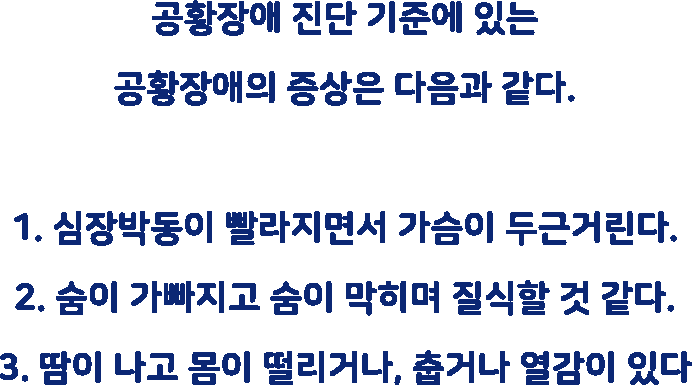 공황장애 진단 기준에 있는
공황장애의 증상은 다음과 같다.
1. 심장박동이 빨라지면서 가슴이 두근거린다.
2. 숨이 가빠지고 숨이 막히며 질식할 것 같다.
3. 땀이 나고 몸이 떨리거나, 춥거나 열감이 있다